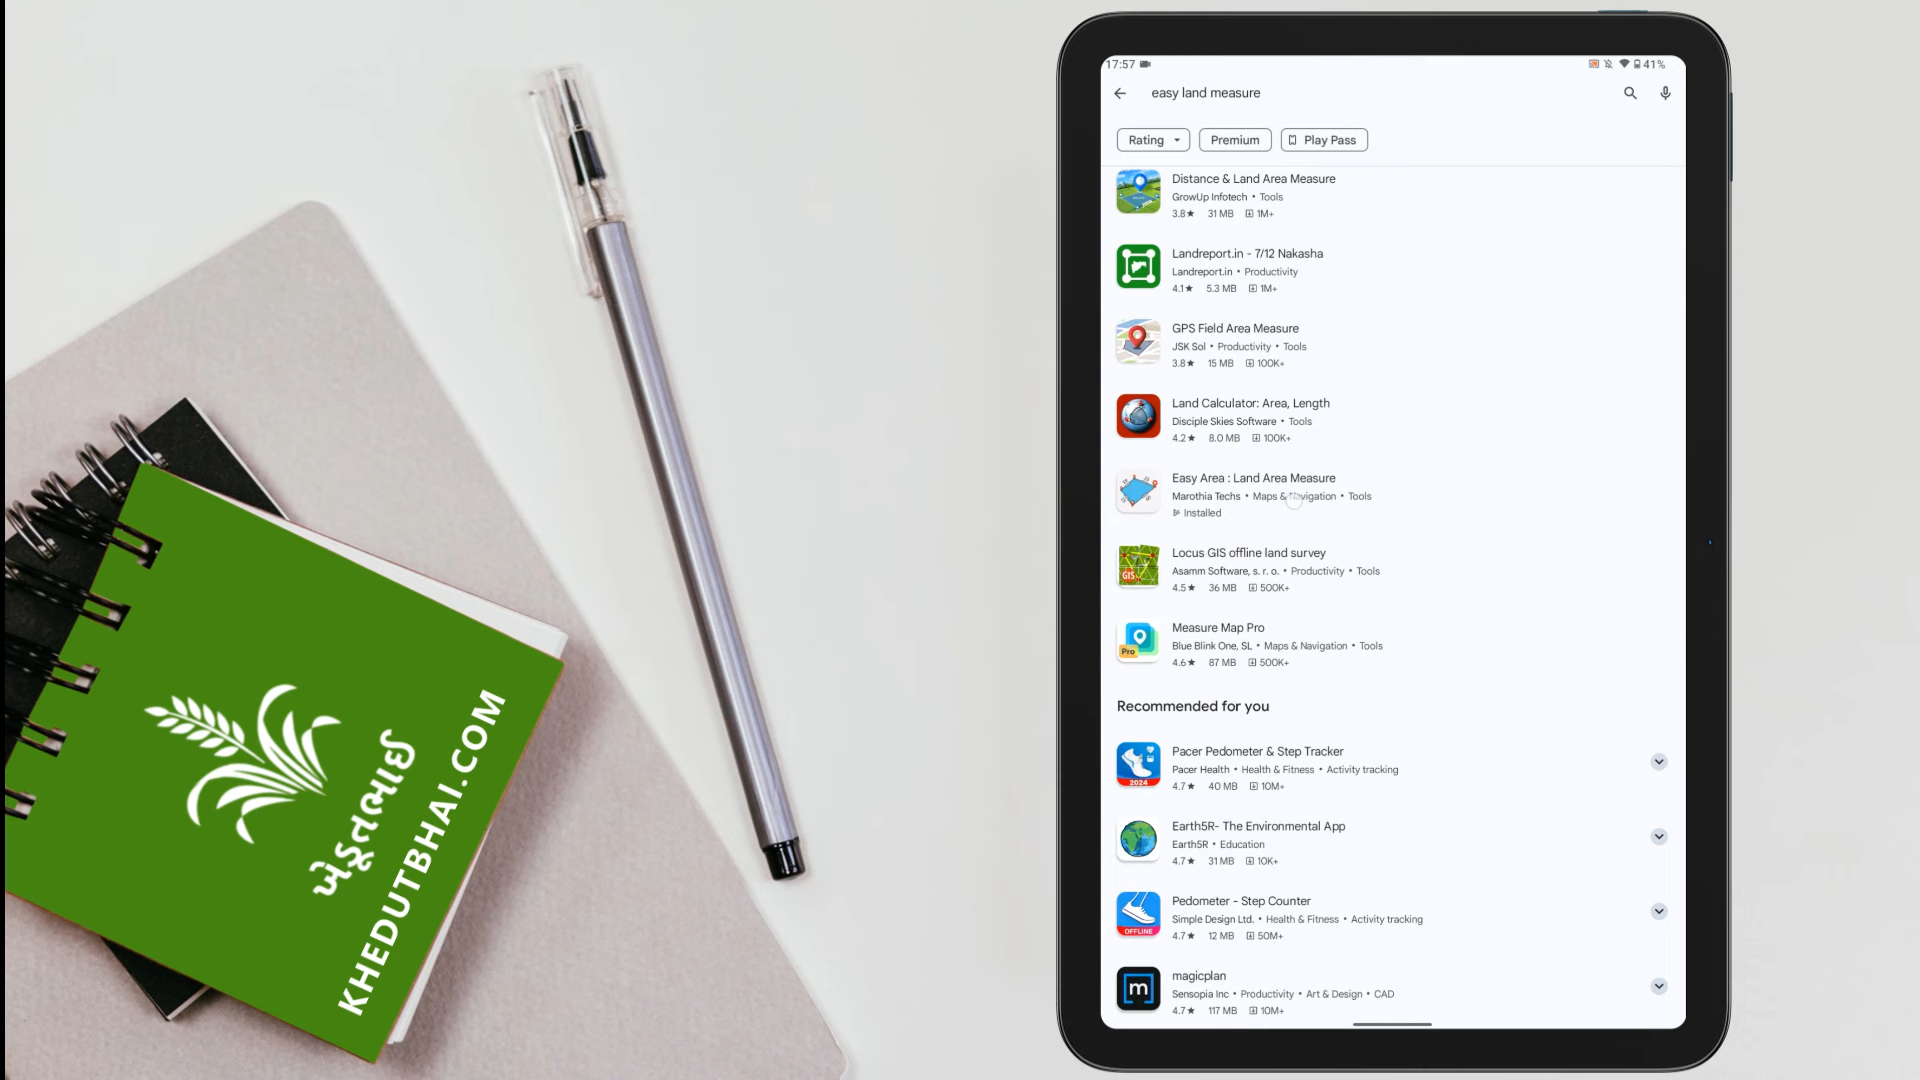 ખેડૂતભાઈ
KHEDUTBHAI.COM
17:57
41%
easy land measure
Rating
Premium
Play Pass
Distance & Land Area Measure
GrowUp Infotech • Tools
3.8★ 31 MB 1M+
Landreport.in - 7/12 Nakasha
Landreport.in • Productivity
4.1★ 5.3 MB 1M+
GPS Field Area Measure
JSK Sol • Productivity • Tools
3.8★ 15 MB 100K+
Land Calculator: Area, Length
Disciple Skies Software • Tools
4.2★ 8.0 MB 100K+
Easy Area : Land Area Measure
Marothia Techs • Maps & Navigation • Tools
Installed
GIS
Locus GIS offline land survey
Asamm Software, s. r. o. • Productivity • Tools
4.5★ 36 MB 500K+
Pro
Measure Map Pro
Blue Blink One, SL • Maps & Navigation • Tools
4.6★ 87 MB 500K+
Recommended for you
2024
Pacer Pedometer & Step Tracker
Pacer Health • Health & Fitness • Activity tracking
4.7★ 40 MB 10M+
Earth5R- The Environmental App
Earth5R • Education
4.7★ 31 MB 10K+
OFFLINE
Pedometer - Step Counter
Simple Design Ltd. • Health & Fitness • Activity tracking
4.7★ 12 MB 50M+
m
magicplan
Sensopia Inc • Productivity • Art & Design • CAD
4.7★ 117 MB 10M+